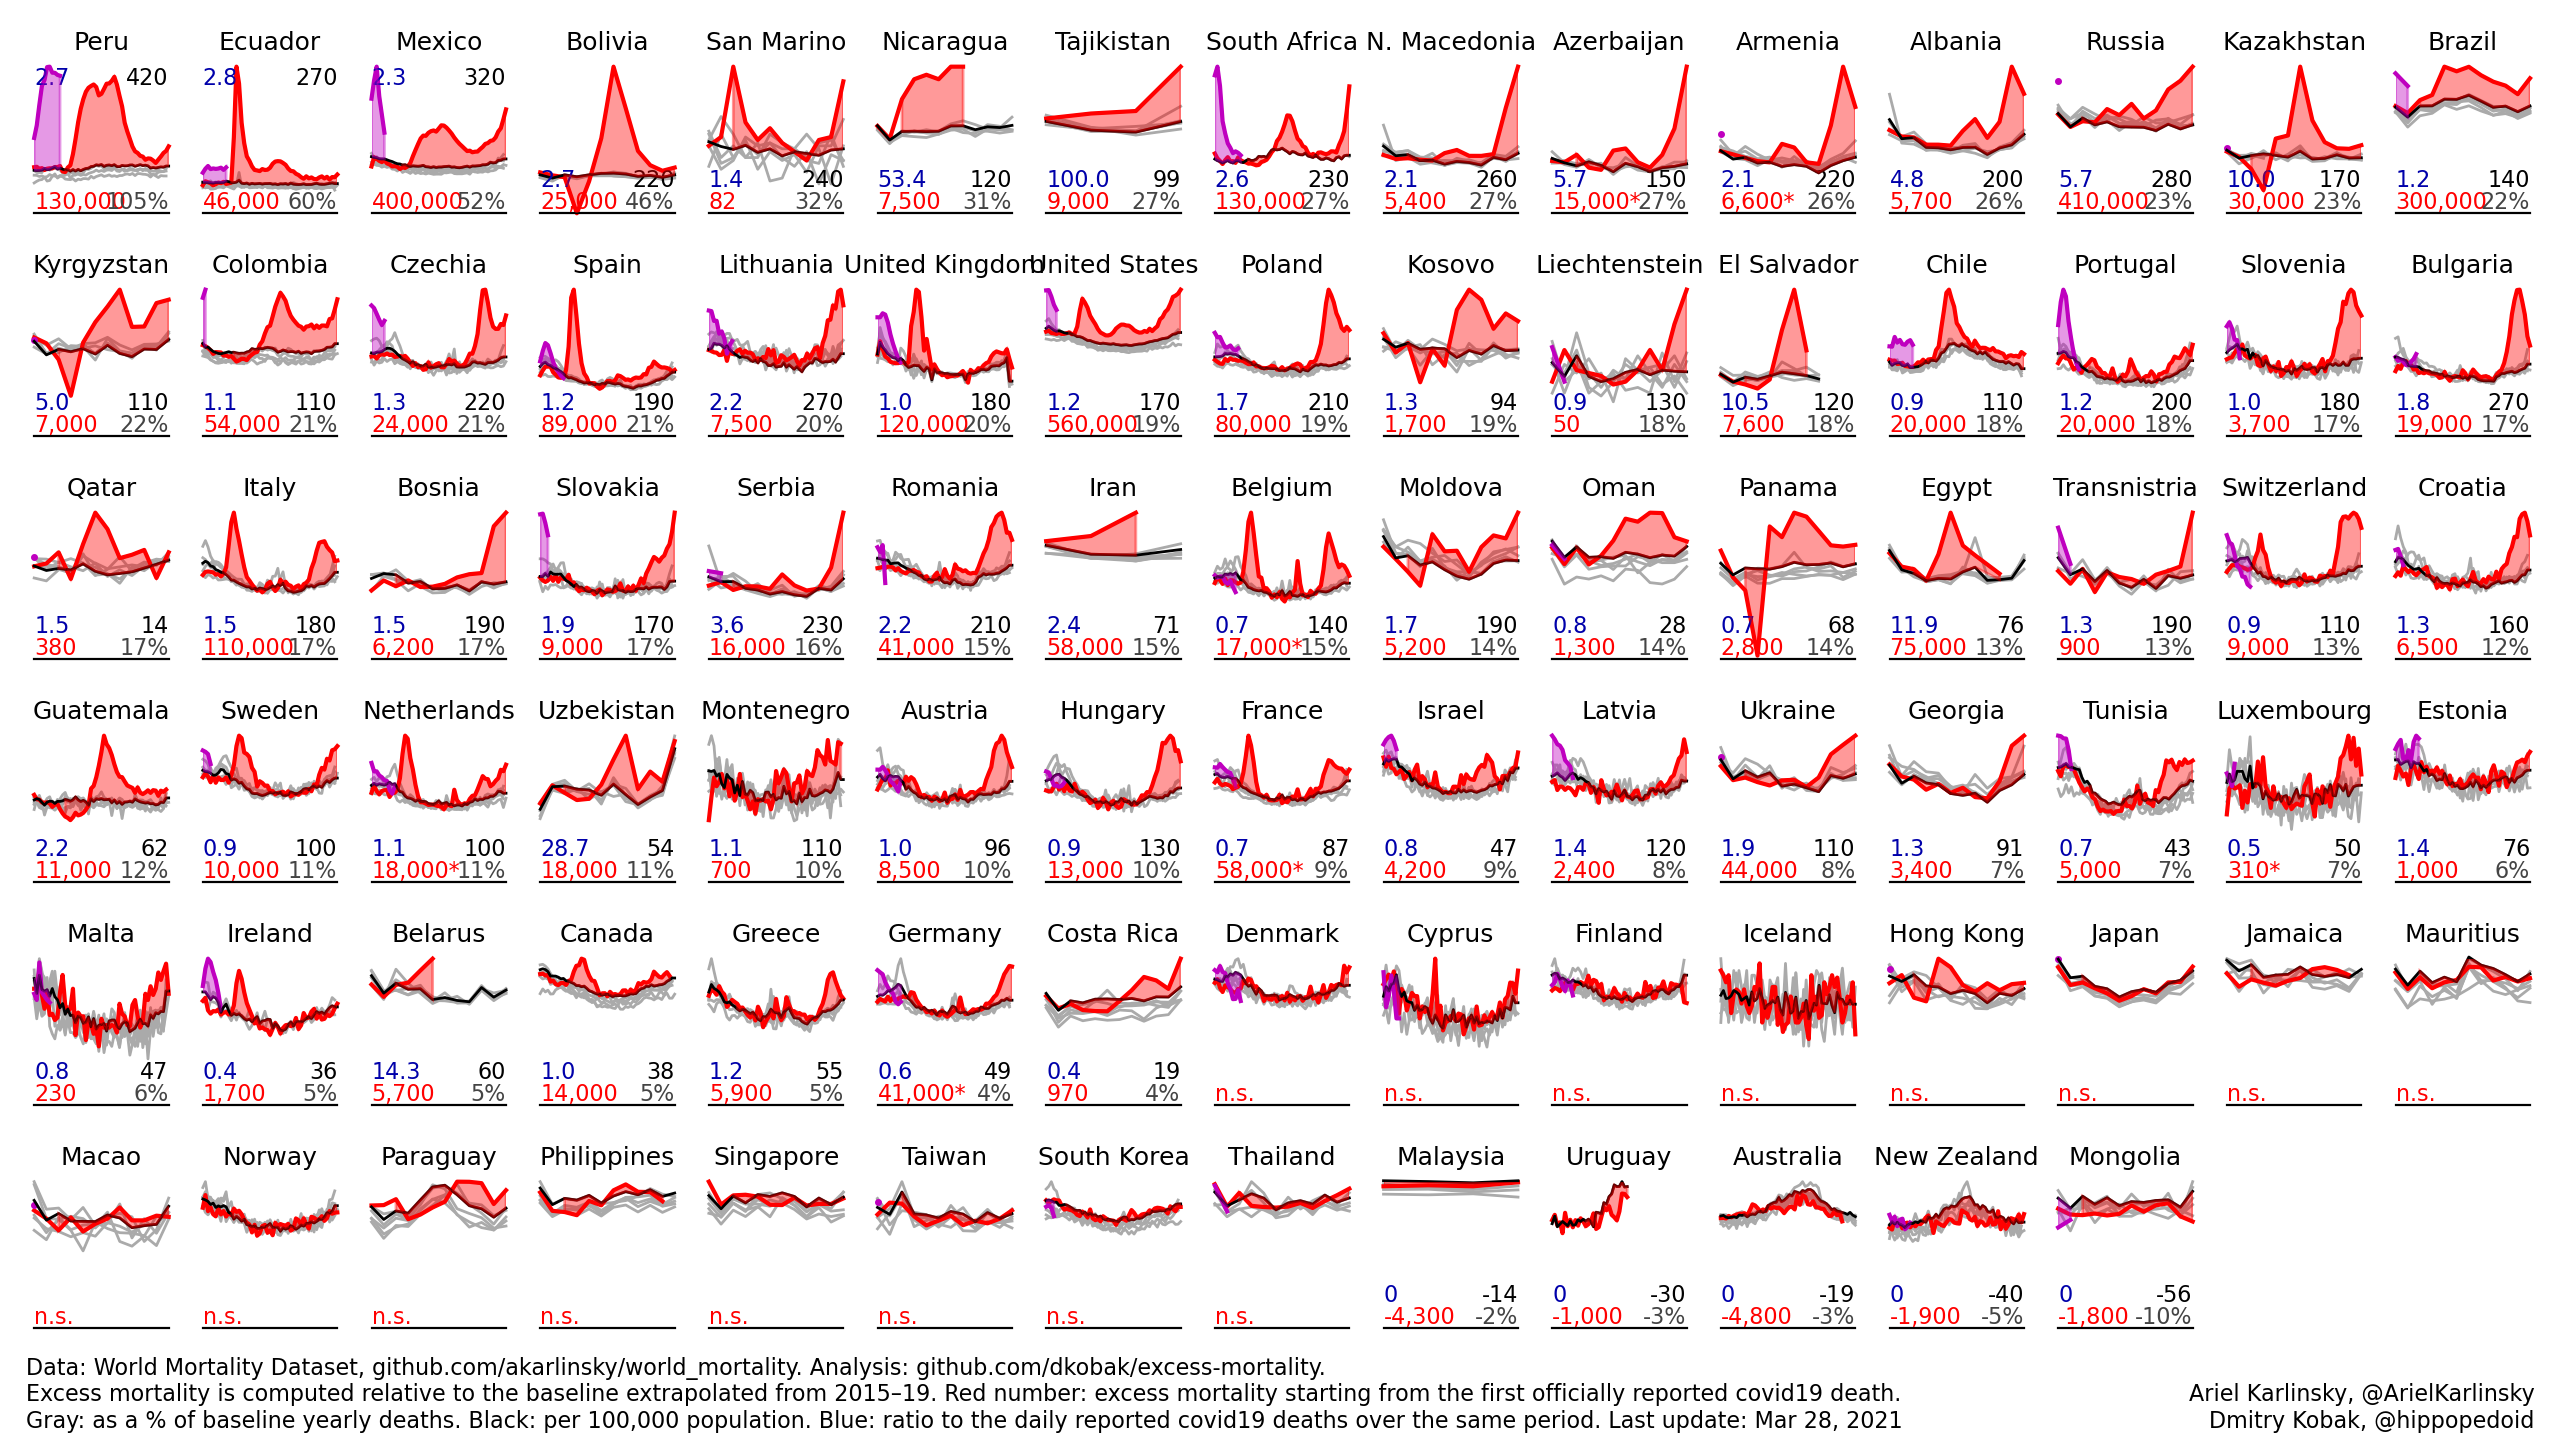 Peru Ecuador Mexico Bolivia San Marino Nicaragua Tajikistan South Africa N. Macedonia Azerbaijan Armenia Albania Russia Kazakhstan Brazil
2.7 420 2.8 270 2.3 320
2.7 220 1.4 240 53.4 120 100.0 99 2.6 230 2.1 260 5.7 150 2.1 220 4.8 200 5.7 280 10.0 170 1.2 140
130,000 105% 46,000 60% 400,000 52% 25,000 46% 82 32% 7,500 31% 9,000 27% 130,000 27% 5,400 27% 15,000* 27% 6,600* 26% 5,700 26% 410,000 23% 30,000 23% 300,000 22%
Kyrgyzstan Colombia Czechia Spain Lithuania United Kingdom United States Poland Kosovo Liechtenstein El Salvador Chile Portugal Slovenia Bulgaria
5.0 110 1.1 110 1.3 220 1.2 190 2.2 270 1.0 180 1.2 170 1.7 210 1.3 94 0.9 130 10.5 120 0.9 110 1.2 200 1.0 180 1.8 270
7,000 22% 54,000 21% 24,000 21% 89,000 21% 7,500 20% 120,000 20% 560,000 19% 80,000 19% 1,700 19% 50 18% 7,600 18% 20,000 18% 20,000 18% 3,700 17% 19,000 17%
Qatar Italy Bosnia Slovakia Serbia Romania Iran Belgium Moldova Oman Panama Egypt Transnistria Switzerland Croatia
1.5 14 1.5 180 1.5 190 1.9 170 3.6 230 2.2 210 2.4 71 0.7 140 1.7 190 0.8 28 0.7 68 11.9 76 1.3 190 0.9 110 1.3 160
380 17% 110,000 17% 6,200 17% 9,000 17% 16,000 16% 41,000 15% 58,000 15% 17,000* 15% 5,200 14% 1,300 14% 2,800 14% 75,000 13% 900 13% 9,000 13% 6,500 12%
Guatemala Sweden Netherlands Uzbekistan Montenegro Austria Hungary France Israel Latvia Ukraine Georgia Tunisia Luxembourg Estonia
2.2 62 0.9 100 1.1 100 28.7 54 1.1 110 1.0 96 0.9 130 0.7 87 0.8 47 1.4 120 1.9 110 1.3 91 0.7 43 0.5 50 1.4 76
11,000 12% 10,000 11% 18,000* 11% 18,000 11% 700 10% 8,500 10% 13,000 10% 58,000* 9% 4,200 9% 2,400 8% 44,000 8% 3,400 7% 5,000 7% 310* 7% 1,000 6%
Malta Ireland Belarus Canada Greece Germany Costa Rica Denmark Cyprus Finland Iceland Hong Kong Japan Jamaica Mauritius
0.8 47 0.4 36 14.3 60 1.0 38 1.2 55 0.6 49 0.4 19
230 6% 1,700 5% 5,700 5% 14,000 5% 5,900 5% 41,000* 4% 970 4% n.s. n.s. n.s. n.s. n.s. n.s. n.s. n.s.
Macao Norway Paraguay Philippines Singapore Taiwan South Korea Thailand Malaysia Uruguay Australia New Zealand Mongolia
0 -14 0 -30 0 -19 0 -40 0 -56
n.s. n.s. n.s. n.s. n.s. n.s. n.s. n.s. -4,300 -2% -1,000 -3% -4,800 -3% -1,900 -5% -1,800 -10%
Data: World Mortality Dataset, github.com/akarlinsky/world_mortality. Analysis: github.com/dkobak/excess-mortality.
Excess mortality is computed relative to the baseline extrapolated from 2015–19. Red number: excess mortality starting from the first officially reported covid19 death.
Gray: as a % of baseline yearly deaths. Black: per 100,000 population. Blue: ratio to the daily reported covid19 deaths over the same period. Last update: Mar 28, 2021
Ariel Karlinsky, @ArielKarlinsky
Dmitry Kobak, @hippopedoid